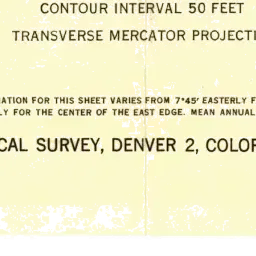 CONTOUR INTERVAL 50 FEET
TRANSVERSE MERCATOR PROJECTI
ATION FOR THIS SHEET VARIES FROM 7°45′ EASTERLY F
LY FOR THE CENTER OF THE EAST EDGE. MEAN ANNUAL
CAL SURVEY, DENVER 2, COLOR